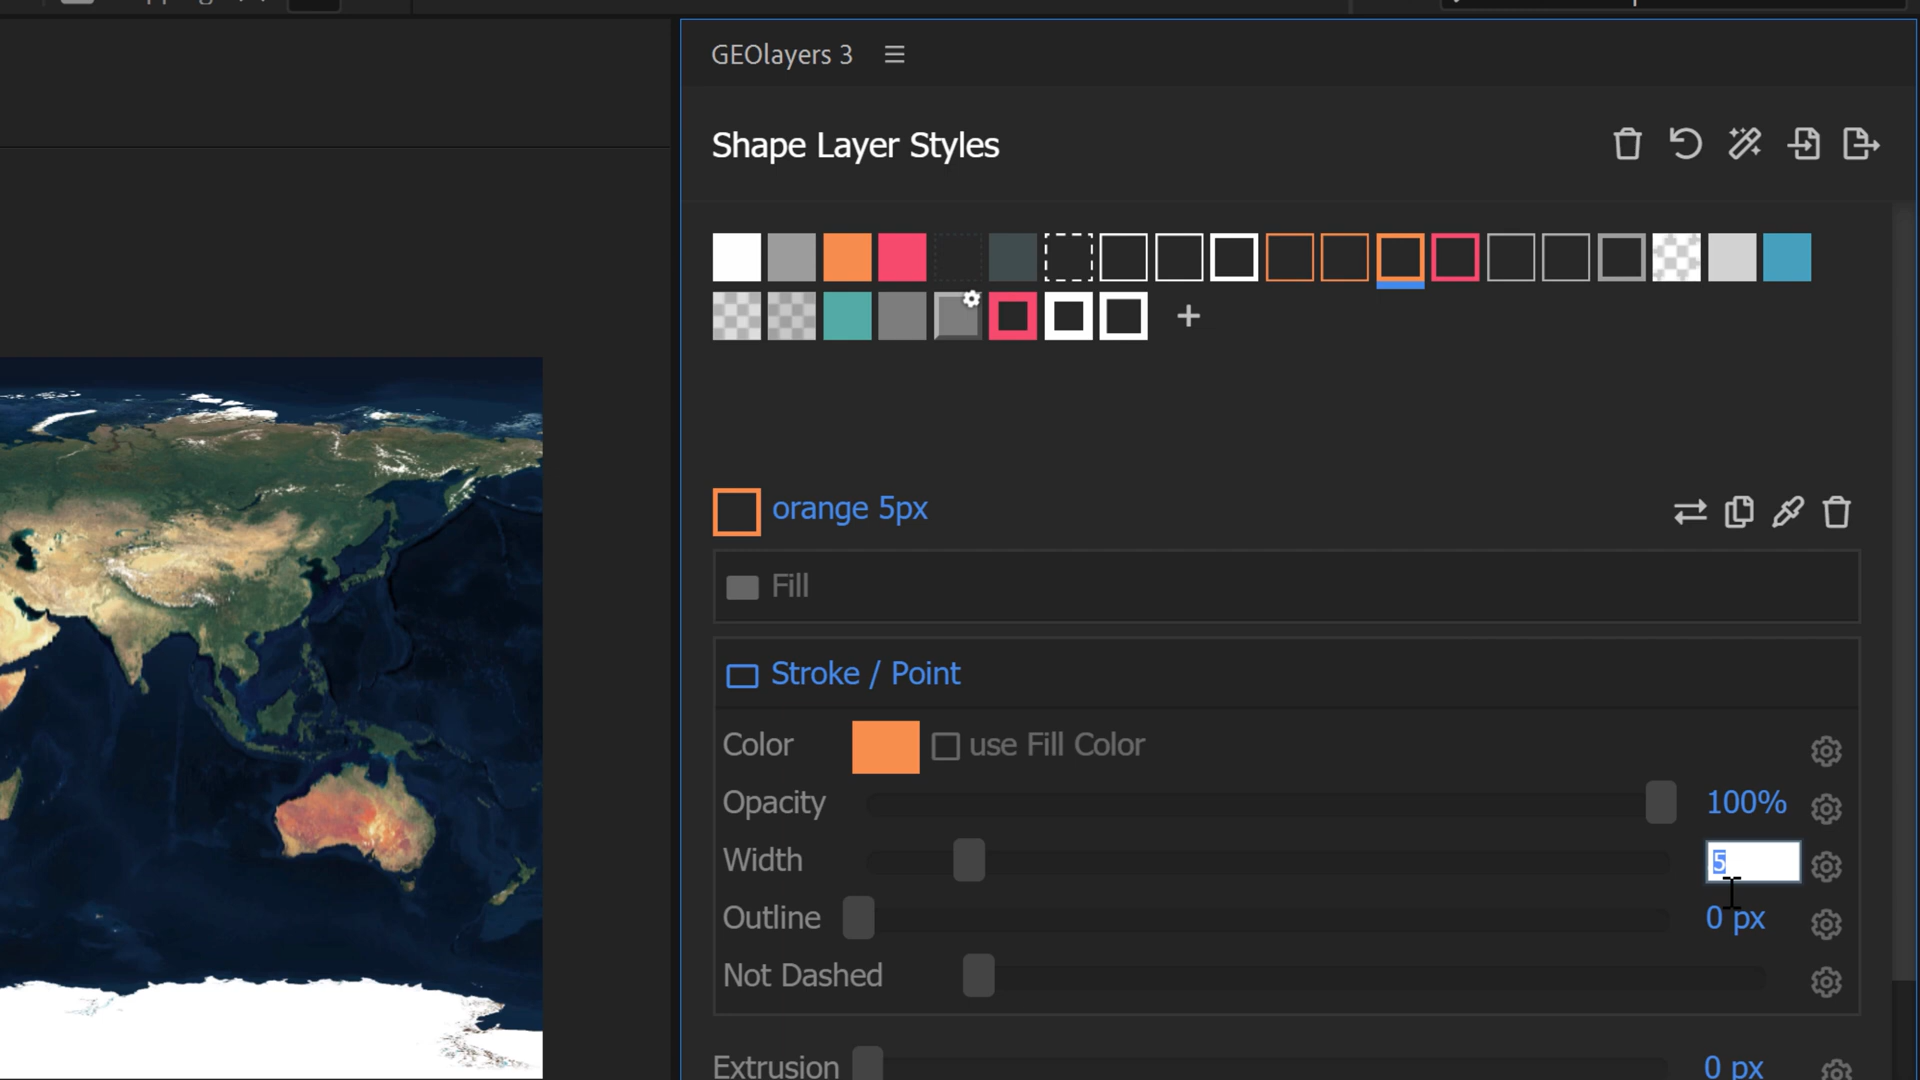 GEOlayers 3
Shape Layer Styles
orange 5px
Fill
Stroke / Point
Color
use Fill Color
Opacity
100%
Width
5
Outline
0 px
Not Dashed
Extrusion
0 px